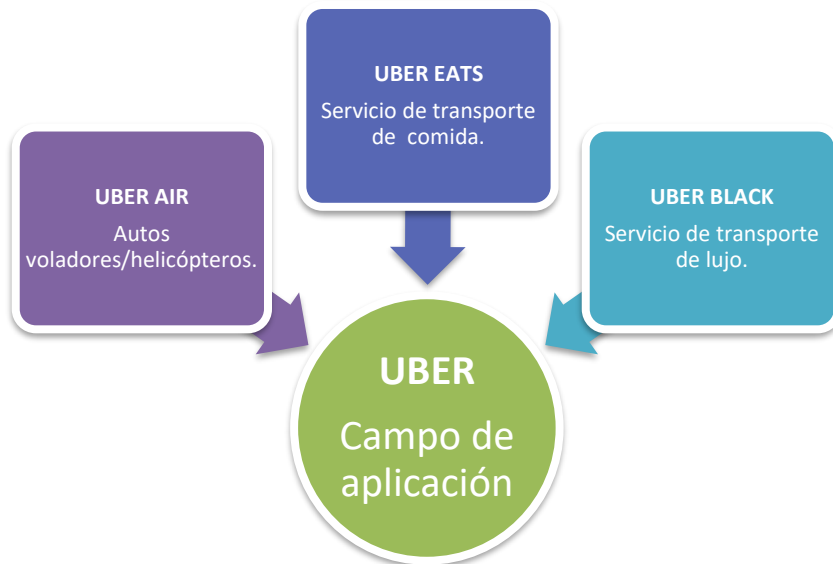 UBER EATS
Servicio de transporte
de comida.
UBER AIR
Autos
voladores/helicópteros.
UBER BLACK
Servicio de transporte
de lujo.
UBER
Campo de
aplicación